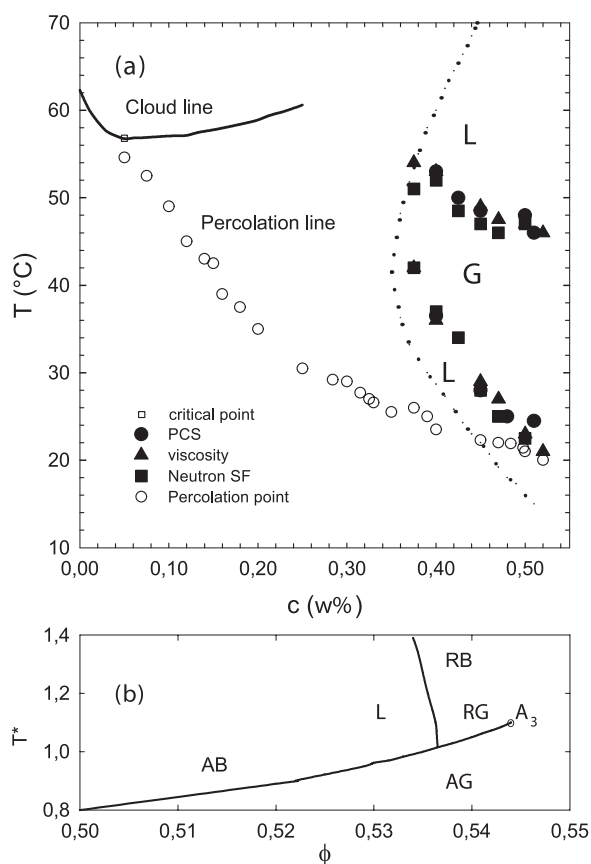 70
(a)
Cloud line
L
60
50
Percolation line
T (°C)
G
40
30
L
critical point
PCS
viscosity
Neutron SF
Percolation point
20
10
0,00 0,10 0,20 0,30 0,40 0,50
c (w%)
1,4
(b)
RB
1,2
L
RG
A3
T*
1,0
AB
AG
0,8
0,50 0,51 0,52 0,53 0,54 0,55
ϕ